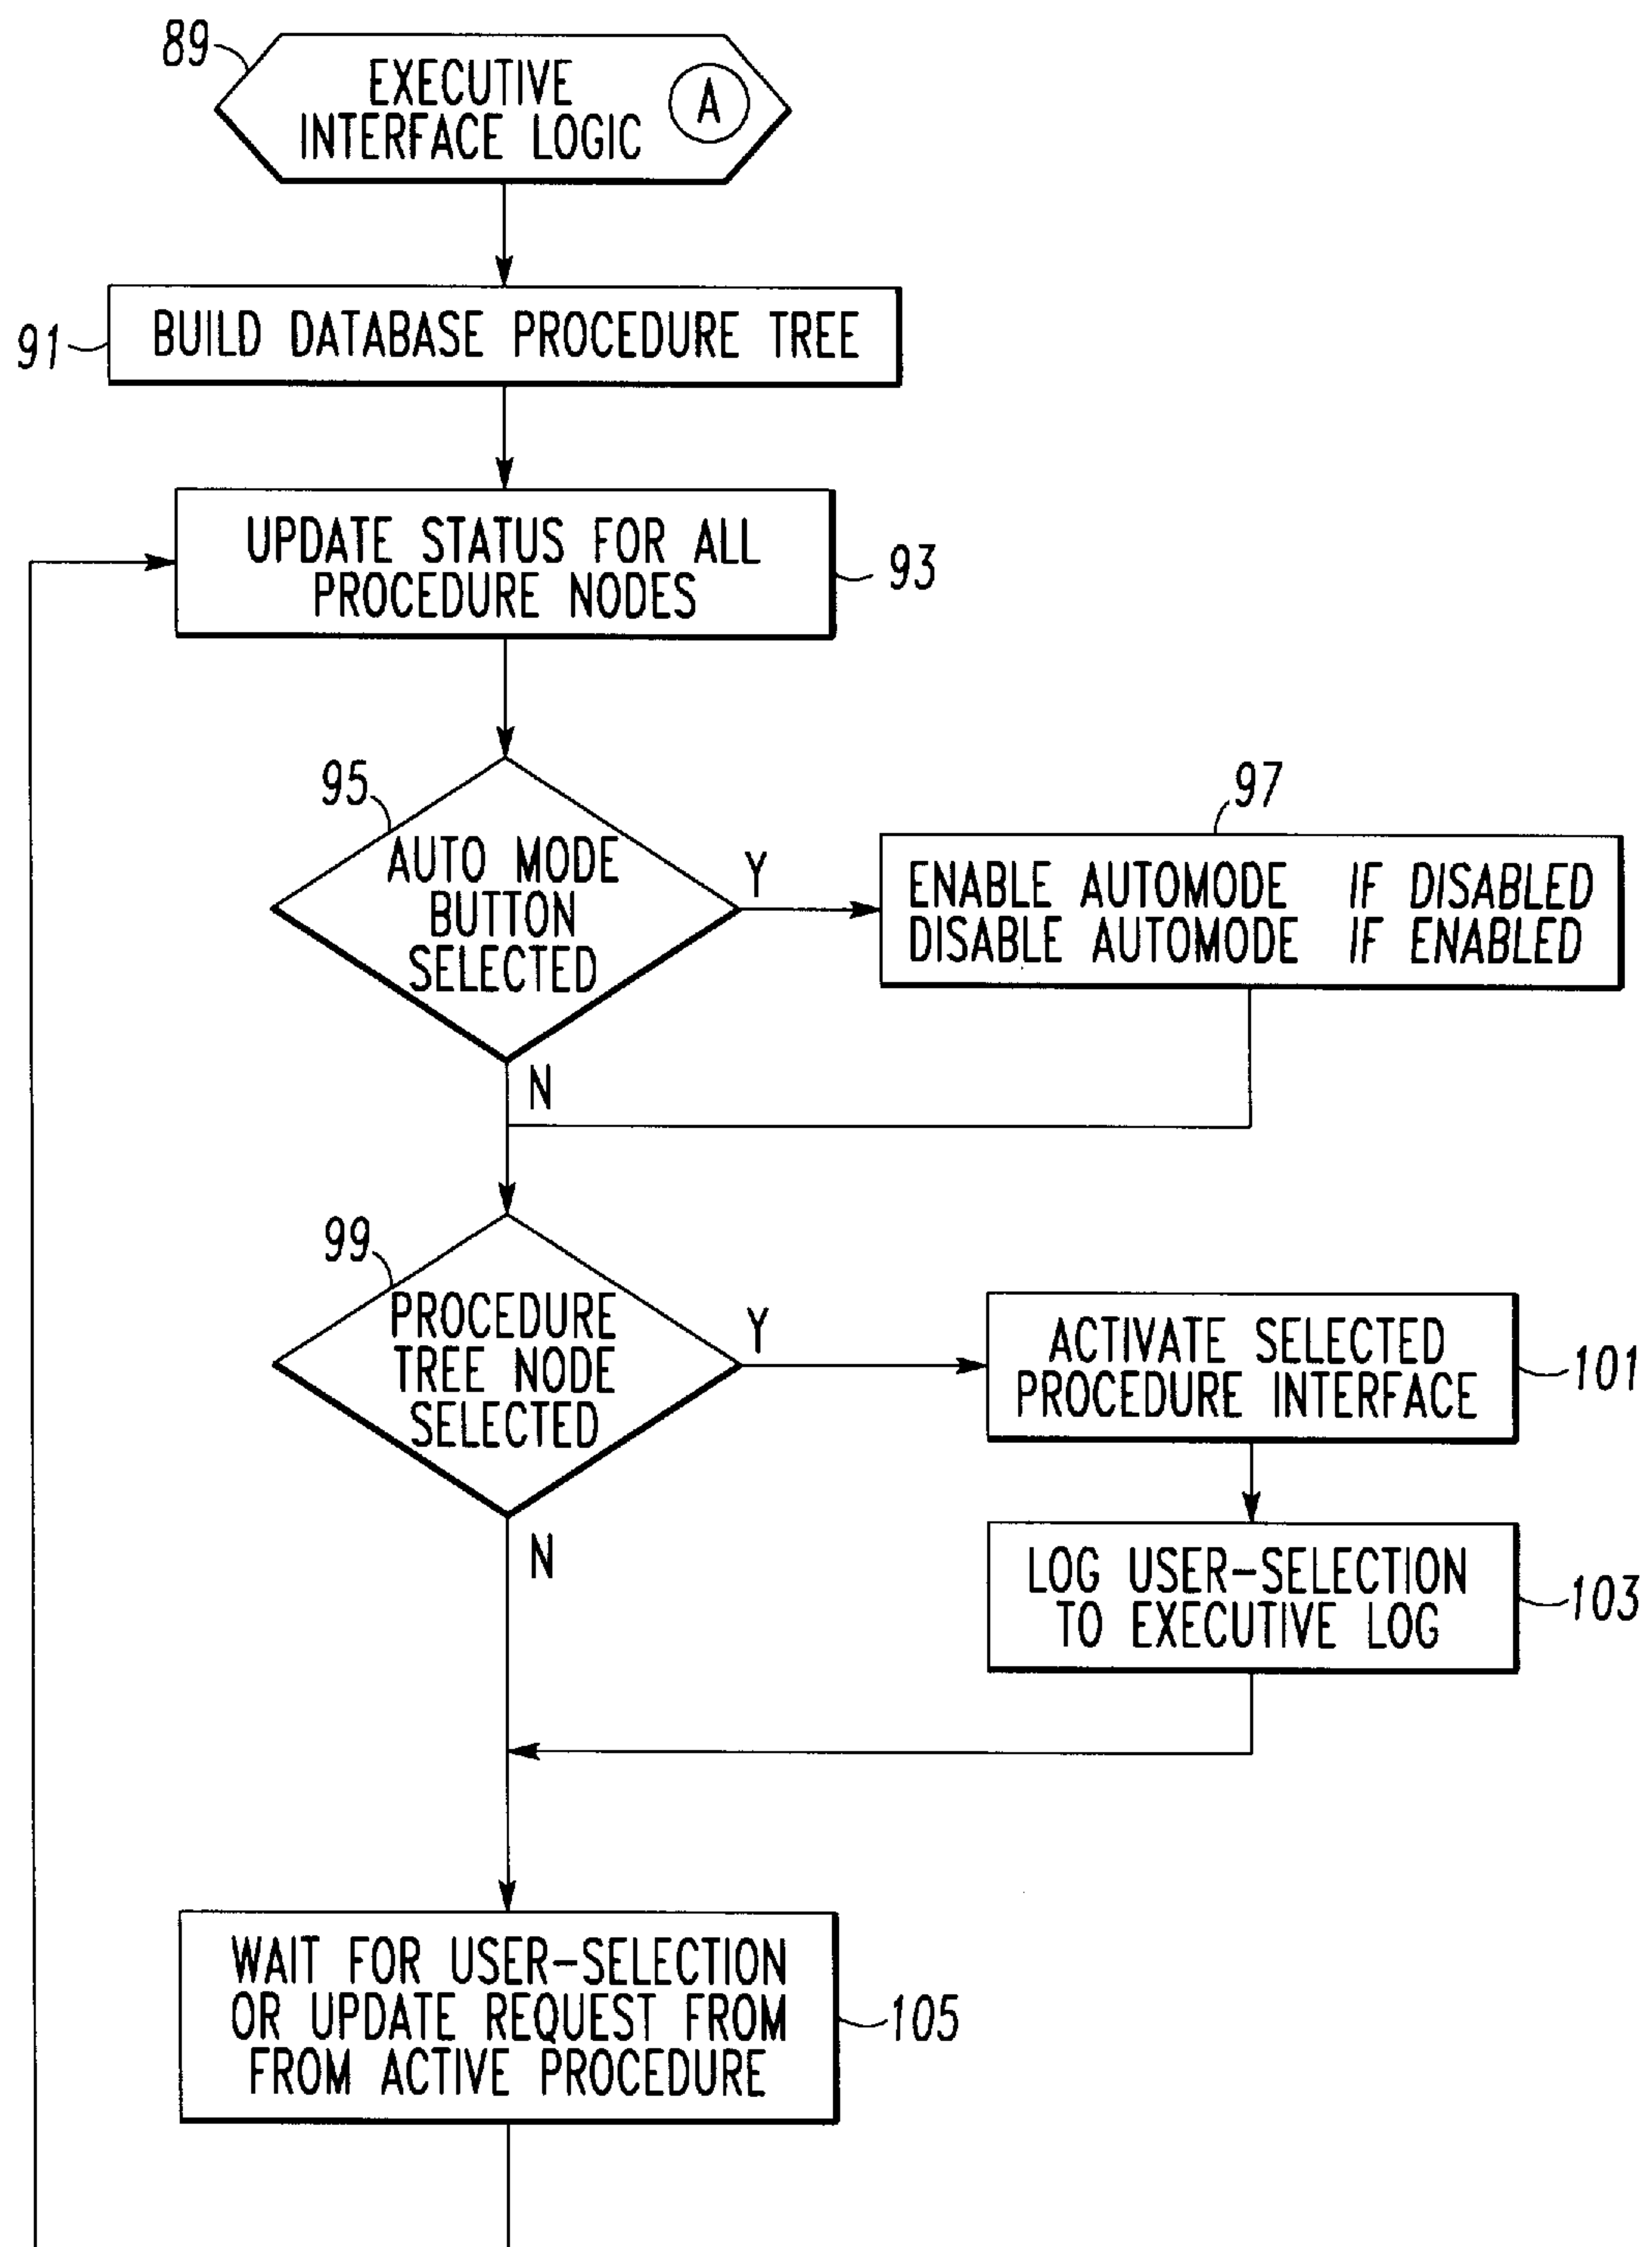 89
EXECUTIVE
INTERFACE LOGIC
A
91
BUILD DATABASE PROCEDURE TREE
UPDATE STATUS FOR ALL
PROCEDURE NODES
93
95
AUTO MODE
BUTTON
SELECTED
Y
N
97
ENABLE AUTOMODE IF DISABLED
DISABLE AUTOMODE IF ENABLED
99
PROCEDURE
TREE NODE
SELECTED
Y
N
ACTIVATE SELECTED
PROCEDURE INTERFACE
101
LOG USER-SELECTION
TO EXECUTIVE LOG
103
WAIT FOR USER-SELECTION
OR UPDATE REQUEST FROM
FROM ACTIVE PROCEDURE
105